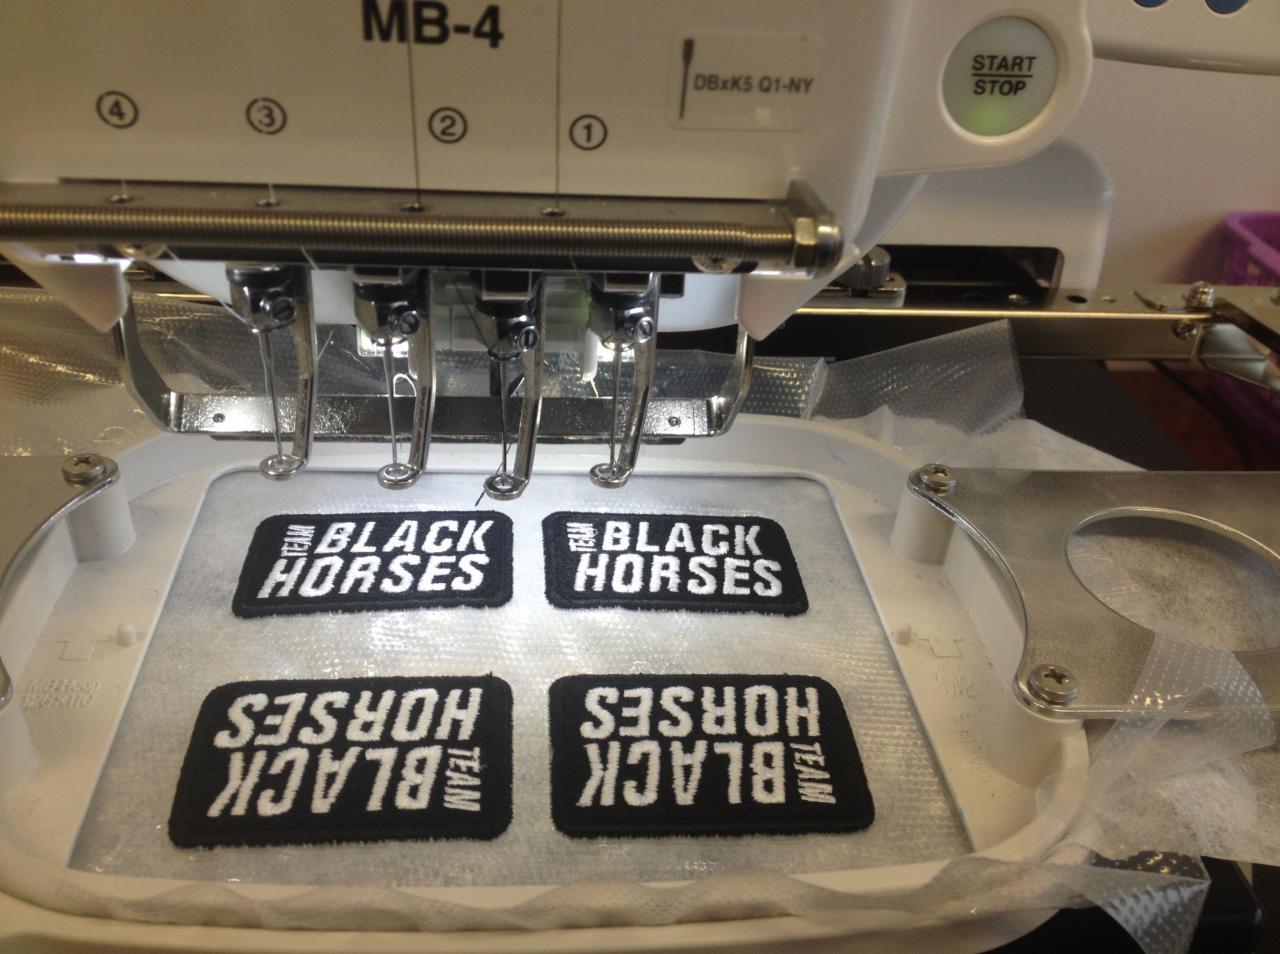 MB-4
DBxK5 Q1-NY
START
STOP
④ ③ ② ①
TEAM BLACK
HORSES
TEAM BLACK
HORSES
TEAM BLACK
HORSES
TEAM BLACK
HORSES
M2